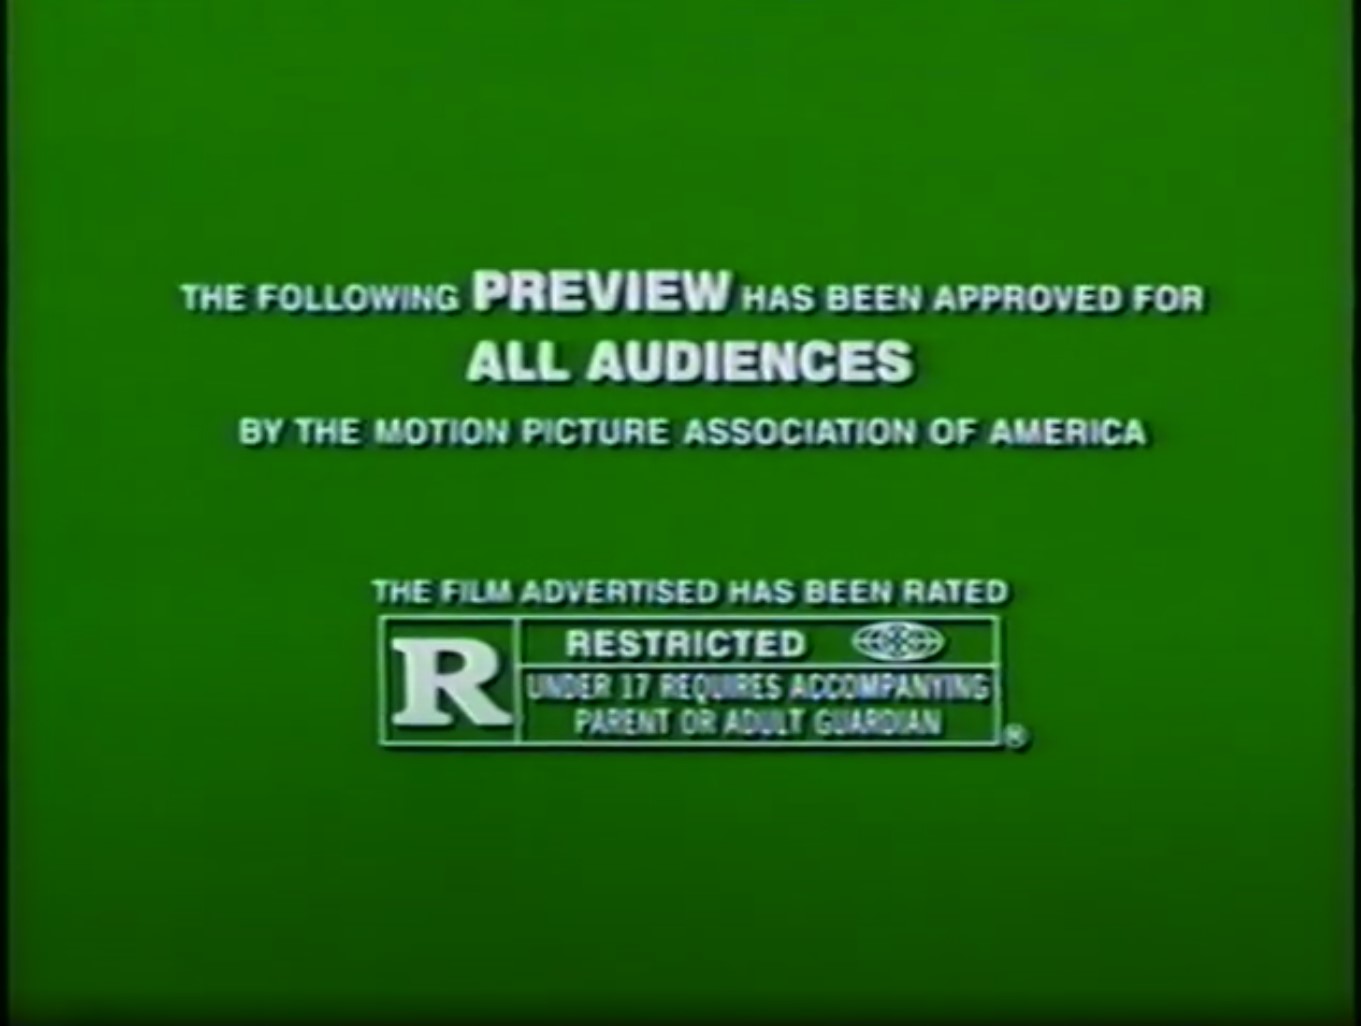 THE FOLLOWING PREVIEW HAS BEEN APPROVED FOR
ALL AUDIENCES
BY THE MOTION PICTURE ASSOCIATION OF AMERICA
THE FILM ADVERTISED HAS BEEN RATED
R RESTRICTED
UNDER 17 REQUIRES ACCOMPANYING
PARENT OR ADULT GUARDIAN
®